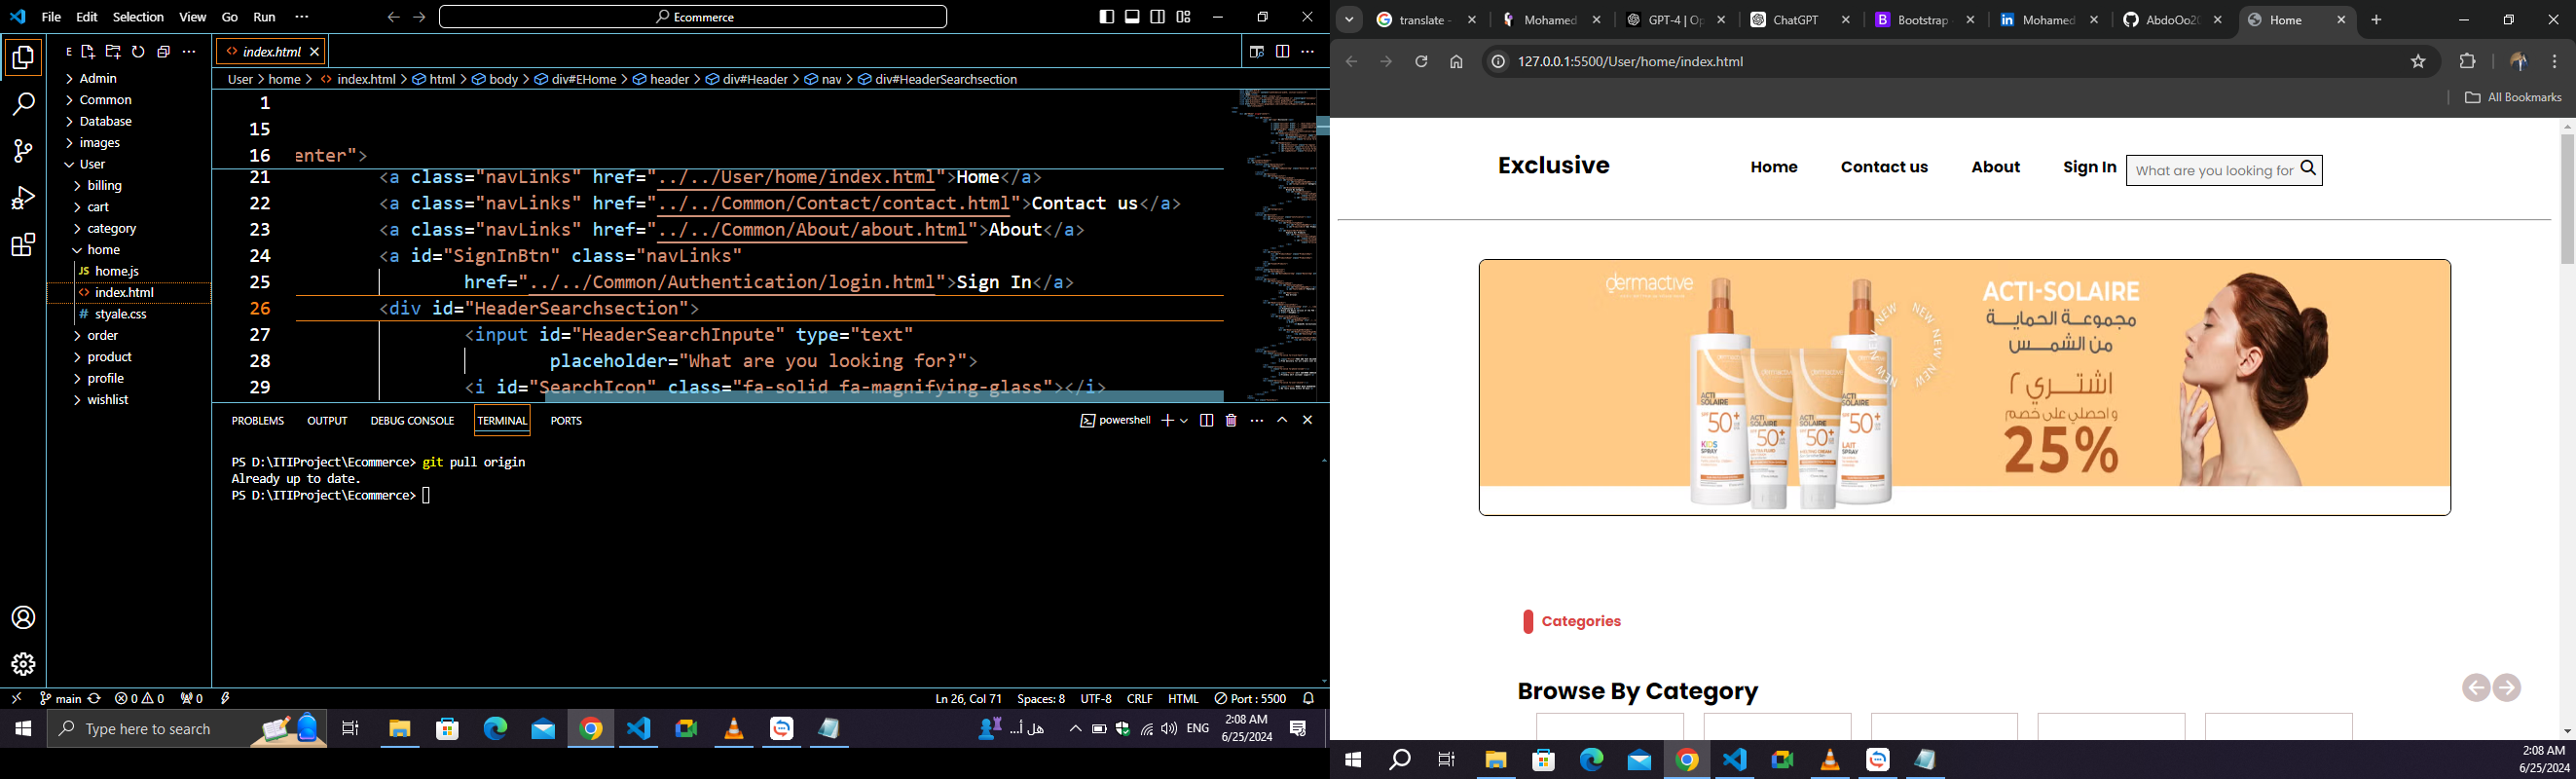 File Edit Selection View Go Run ···
Ecommerce
E
Admin
Common
Database
images
User
billing
cart
category
home
JS home.js
<> index.html
# styale.css
order
product
profile
wishlist
<> index.html
User > home > <> index.html > html > body > div#EHome > header > div#Header > nav > div#HeaderSearchsection
1
15
16 enter">
21 <a class="navLinks" href="../../User/home/index.html">Home</a>
22 <a class="navLinks" href="../../Common/Contact/contact.html">Contact us</a>
23 <a class="navLinks" href="../../Common/About/about.html">About</a>
24 <a id="SignInBtn" class="navLinks"
25 href="../../Common/Authentication/login.html">Sign In</a>
26 <div id="HeaderSearchsection">
27 <input id="HeaderSearchInpute" type="text"
28 placeholder="What are you looking for?">
29 <i id="SearchIcon" class="fa-solid fa-magnifying-glass"></i>
PROBLEMS OUTPUT DEBUG CONSOLE TERMINAL PORTS
powershell
PS D:\ITIProject\Ecommerce> git pull origin
Already up to date.
PS D:\ITIProject\Ecommerce>
main 0 0 0
Ln 26, Col 71 Spaces: 8 UTF-8 CRLF HTML Port : 5500
Type here to search
هل أ...
ENG
2:08 AM
6/25/2024
translate - Mohamed GPT-4 | Op ChatGPT Bootstrap Mohamed AbdoOo20 Home
127.0.0.1:5500/User/home/index.html
All Bookmarks
Exclusive
Home Contact us About Sign In
What are you looking for
dermactive
NEW NEW NEW NEW NEW
ACTI-SOLAIRE
مجموعة الحماية
من الشمس
اشتري ٢
و احصلي على خصم
25%
ACTI SOLAIRE
50+
KIDS SPRAY
ACTI SOLAIRE
50+
ACTI SOLAIRE
50+
ACTI SOLAIRE
50+
LAIT SPRAY
Categories
Browse By Category
2:08 AM
6/25/2024